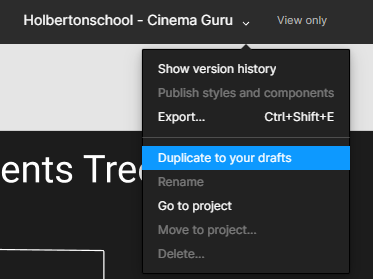 Holbertonschool - Cinema Guru View only
Show version history
Publish styles and components
Export... Ctrl+Shift+E
Duplicate to your drafts
ents Tree
Rename
Go to project
Move to project...
Delete...